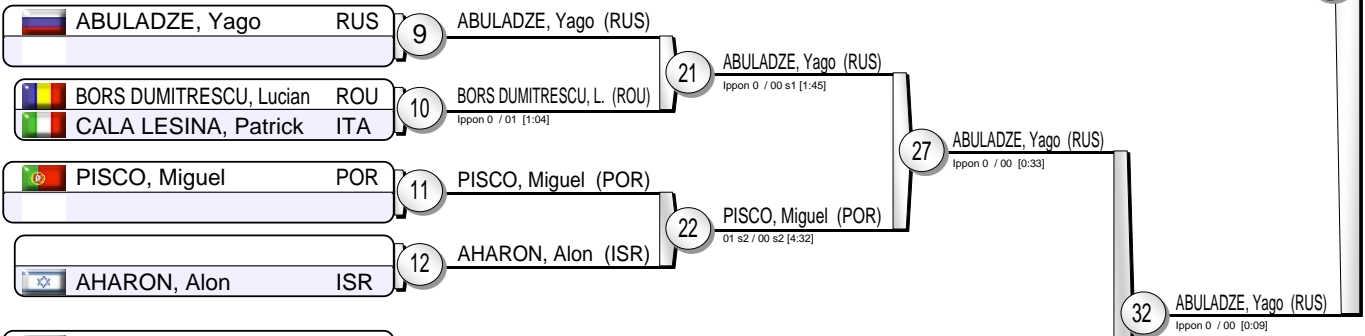 ABULADZE, Yago RUS
9
ABULADZE, Yago (RUS)
BORS DUMITRESCU, Lucian ROU
CALA LESINA, Patrick ITA
10
BORS DUMITRESCU, L. (ROU)
Ippon 0 / 01 [1:04]
21
ABULADZE, Yago (RUS)
Ippon 0 / 00 s1 [1:45]
PISCO, Miguel POR
11
PISCO, Miguel (POR)
AHARON, Alon ISR
12
AHARON, Alon (ISR)
22
PISCO, Miguel (POR)
01 s2 / 00 s2 [4:32]
27
ABULADZE, Yago (RUS)
Ippon 0 / 00 [0:33]
32
ABULADZE, Yago (RUS)
Ippon 0 / 00 [0:09]